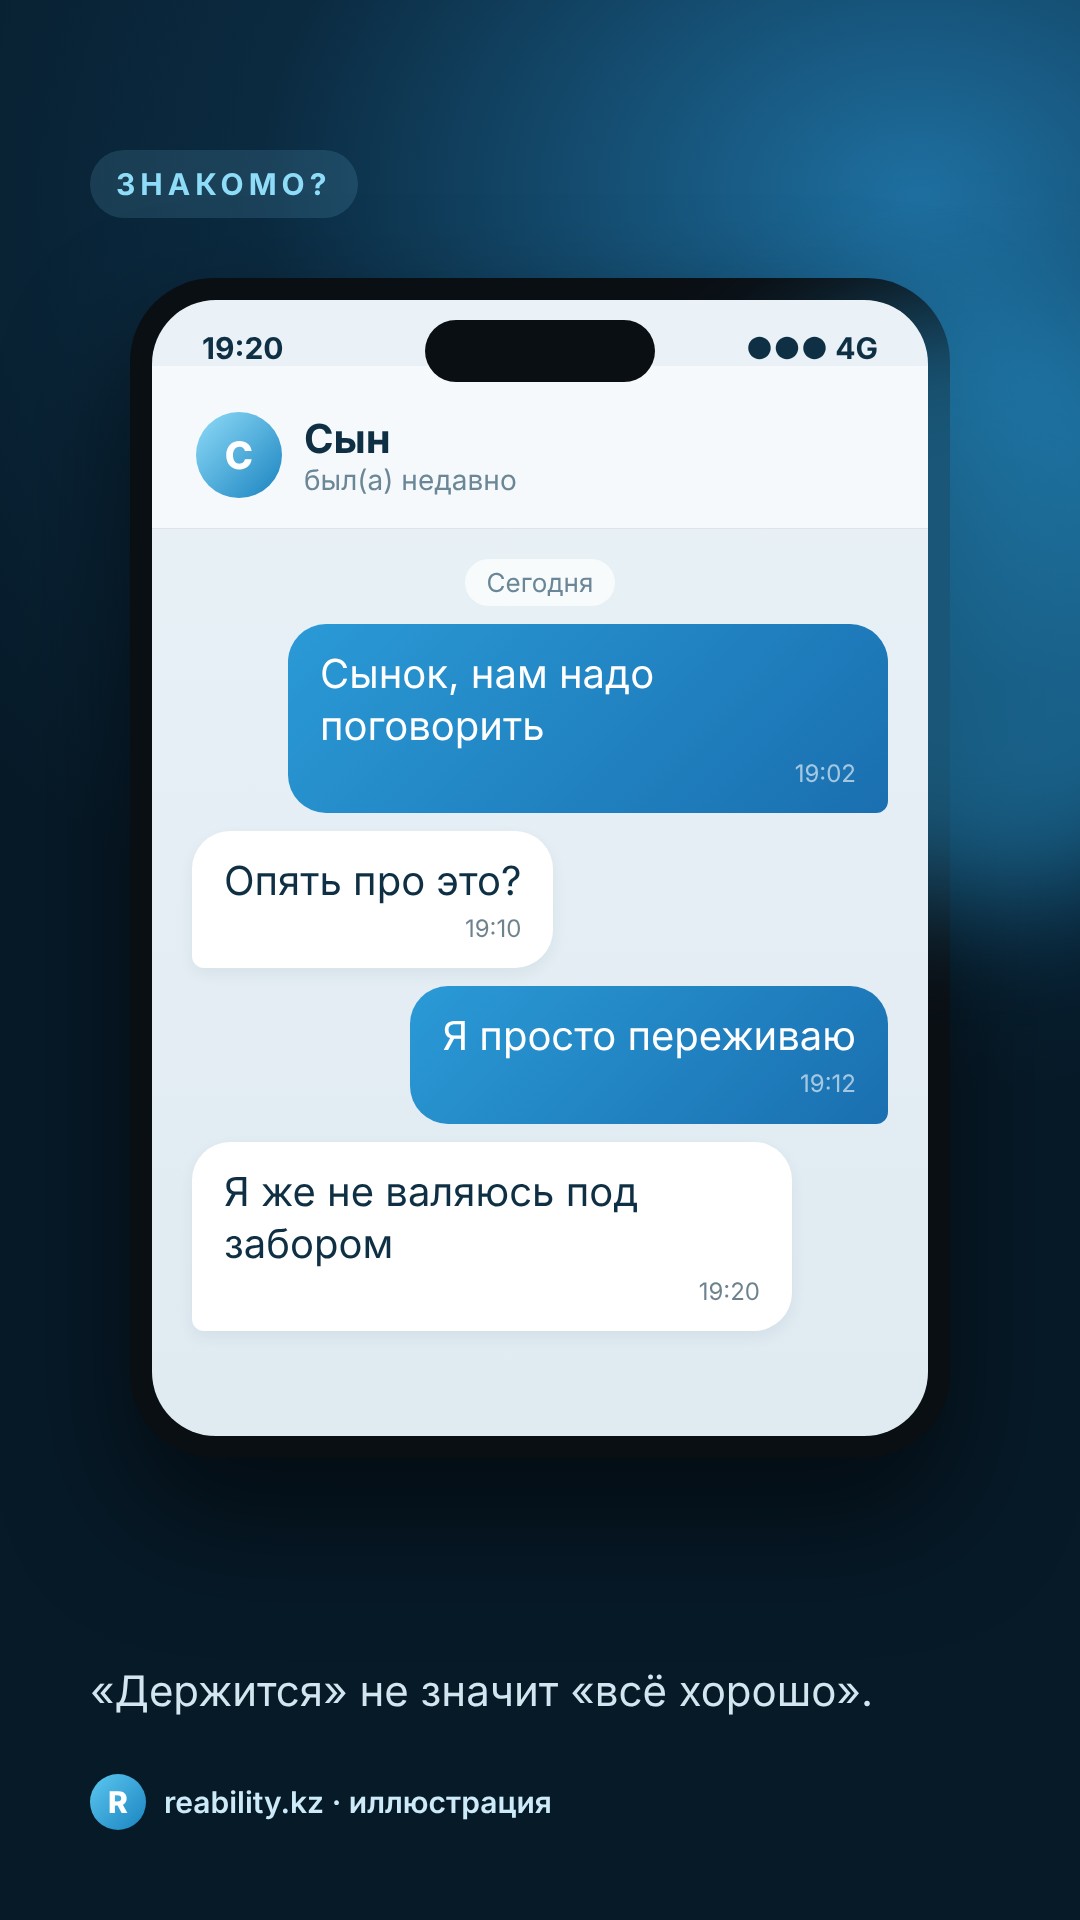 ЗНАКОМО?
19:20
4G
С
Сын
был(а) недавно
Сегодня
Сынок, нам надо
поговорить
19:02
Опять про это?
19:10
Я просто переживаю
19:12
Я же не валяюсь под
забором
19:20
«Держится» не значит «всё хорошо».
R
reability.kz · иллюстрация